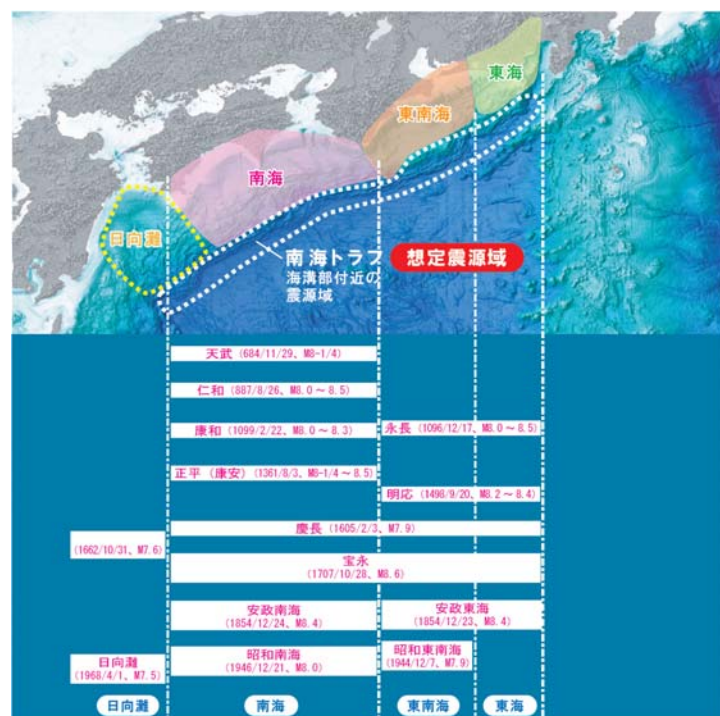 東海
東南海
南海
日向灘
南海トラフ
海溝部付近の
震源域
想定震源域
天武 (684/11/29、M8-1/4)
仁和 (887/8/26、M8.0～8.5)
康和 (1099/2/22、M8.0～8.3)
永長 (1096/12/17、M8.0～8.5)
正平（康安）(1361/8/3、M8-1/4～8.5)
明応 (1498/9/20、M8.2～8.4)
慶長 (1605/2/3、M7.9)
(1662/10/31、M7.6)
宝永
(1707/10/28、M8.6)
安政南海
(1854/12/24、M8.4)
安政東海
(1854/12/23、M8.4)
日向灘
(1968/4/1、M7.5)
昭和南海
(1946/12/21、M8.0)
昭和東南海
(1944/12/7、M7.9)
日向灘
南海
東南海
東海